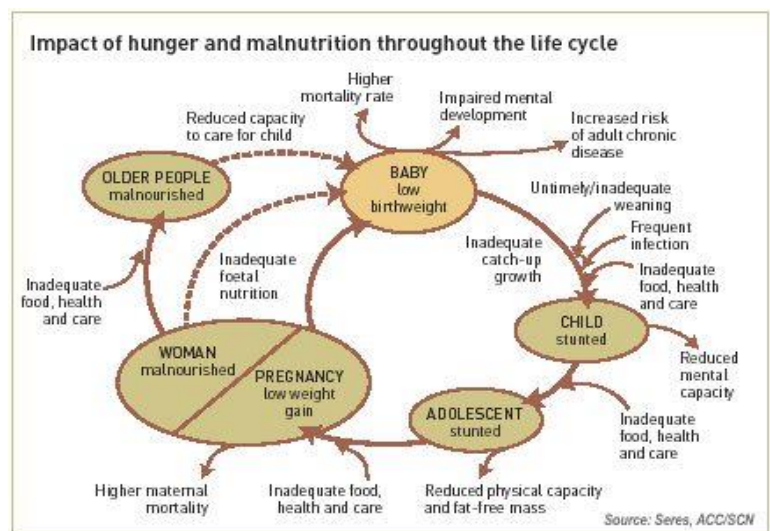 Impact of hunger and malnutrition throughout the life cycle
Higher
mortality rate
Impaired mental
development
Increased risk
of adult chronic
disease
Reduced capacity
to care for child
OLDER PEOPLE
malnourished
BABY
low
birthweight
Untimely/inadequate
weaning
Frequent
infection
Inadequate
catch-up
growth
Inadequate
food, health
and care
Inadequate
foetal
nutrition
Inadequate
food, health
and care
CHILD
stunted
Reduced
mental
capacity
WOMAN
malnourished
PREGNANCY
low weight
gain
ADOLESCENT
stunted
Inadequate
food, health
and care
Higher maternal
mortality
Inadequate food,
health and care
Reduced physical capacity
and fat-free mass
Source: Seres, ACC/SCN